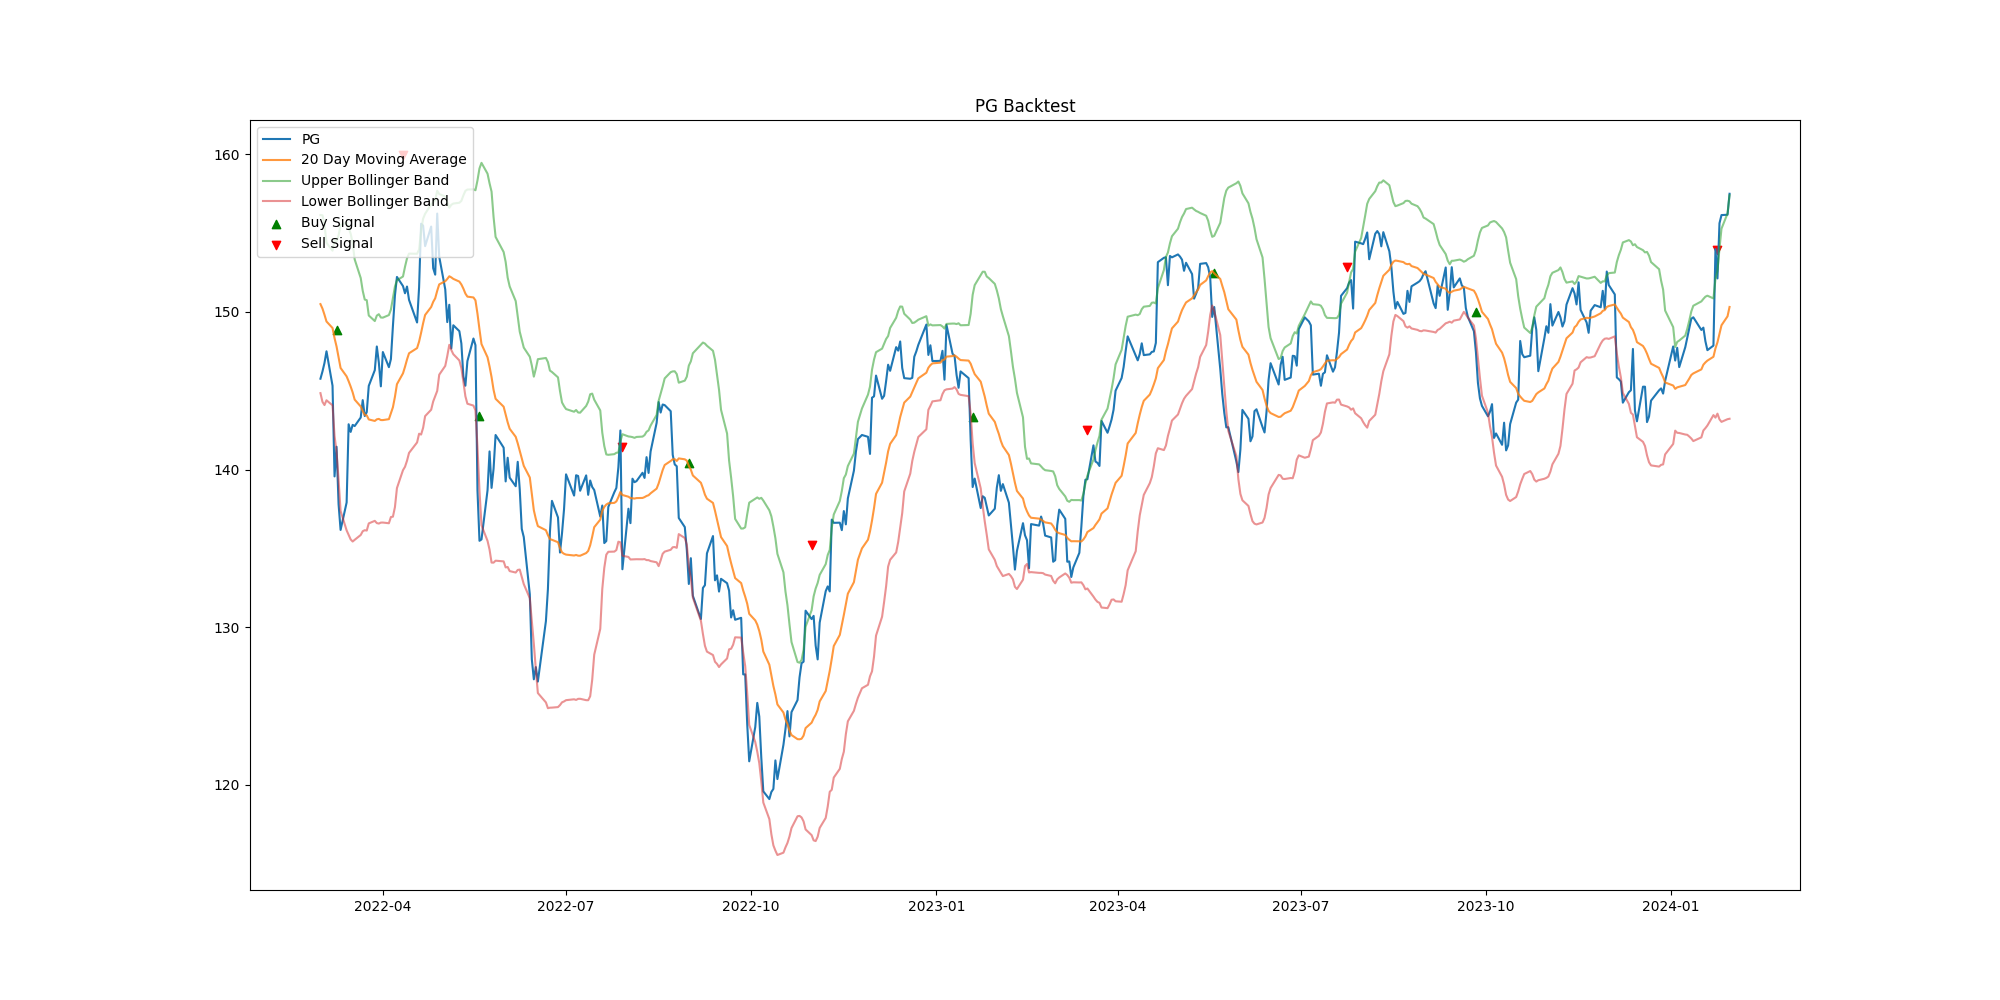 PG Backtest
PG
20 Day Moving Average
Upper Bollinger Band
Lower Bollinger Band
Buy Signal
Sell Signal
160
150
140
130
120
2022-04
2022-07
2022-10
2023-01
2023-04
2023-07
2023-10
2024-01